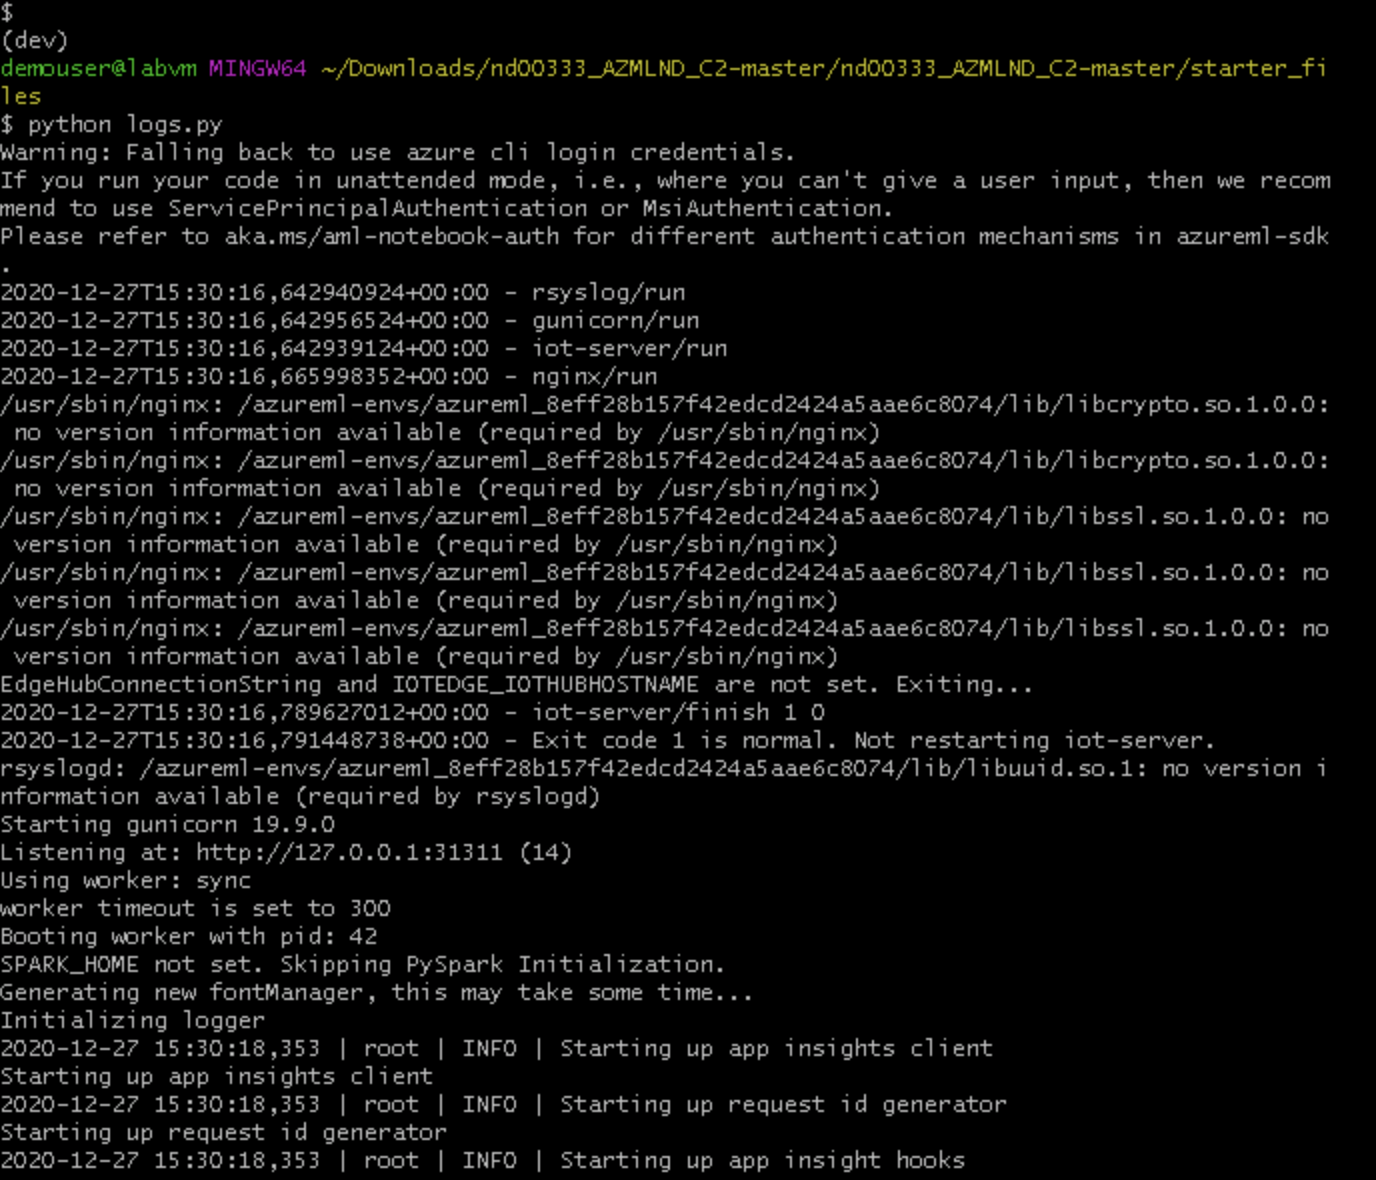 $
(dev)
demouser@labvm MINGW64 ~/Downloads/nd00333_AZMLND_C2-master/nd00333_AZMLND_C2-master/starter_fi
les
$ python logs.py
Warning: Falling back to use azure cli login credentials.
If you run your code in unattended mode, i.e., where you can't give a user input, then we recom
mend to use ServicePrincipalAuthentication or MsiAuthentication.
Please refer to aka.ms/aml-notebook-auth for different authentication mechanisms in azureml-sdk
.
2020-12-27T15:30:16,642940924+00:00 - rsyslog/run
2020-12-27T15:30:16,642956524+00:00 - gunicorn/run
2020-12-27T15:30:16,642939124+00:00 - iot-server/run
2020-12-27T15:30:16,665998352+00:00 - nginx/run
/usr/sbin/nginx: /azureml-envs/azureml_8eff28b157f42edcd2424a5aae6c8074/lib/libcrypto.so.1.0.0:
 no version information available (required by /usr/sbin/nginx)
/usr/sbin/nginx: /azureml-envs/azureml_8eff28b157f42edcd2424a5aae6c8074/lib/libcrypto.so.1.0.0:
 no version information available (required by /usr/sbin/nginx)
/usr/sbin/nginx: /azureml-envs/azureml_8eff28b157f42edcd2424a5aae6c8074/lib/libssl.so.1.0.0: no
 version information available (required by /usr/sbin/nginx)
/usr/sbin/nginx: /azureml-envs/azureml_8eff28b157f42edcd2424a5aae6c8074/lib/libssl.so.1.0.0: no
 version information available (required by /usr/sbin/nginx)
/usr/sbin/nginx: /azureml-envs/azureml_8eff28b157f42edcd2424a5aae6c8074/lib/libssl.so.1.0.0: no
 version information available (required by /usr/sbin/nginx)
EdgeHubConnectionString and IOTEDGE_IOTHUBHOSTNAME are not set. Exiting...
2020-12-27T15:30:16,789627012+00:00 - iot-server/finish 1 0
2020-12-27T15:30:16,791448738+00:00 - Exit code 1 is normal. Not restarting iot-server.
rsyslogd: /azureml-envs/azureml_8eff28b157f42edcd2424a5aae6c8074/lib/libuuid.so.1: no version i
nformation available (required by rsyslogd)
Starting gunicorn 19.9.0
Listening at: http://127.0.0.1:31311 (14)
Using worker: sync
worker timeout is set to 300
Booting worker with pid: 42
SPARK_HOME not set. Skipping PySpark Initialization.
Generating new fontManager, this may take some time...
Initializing logger
2020-12-27 15:30:18,353 | root | INFO | Starting up app insights client
Starting up app insights client
2020-12-27 15:30:18,353 | root | INFO | Starting up request id generator
Starting up request id generator
2020-12-27 15:30:18,353 | root | INFO | Starting up app insight hooks